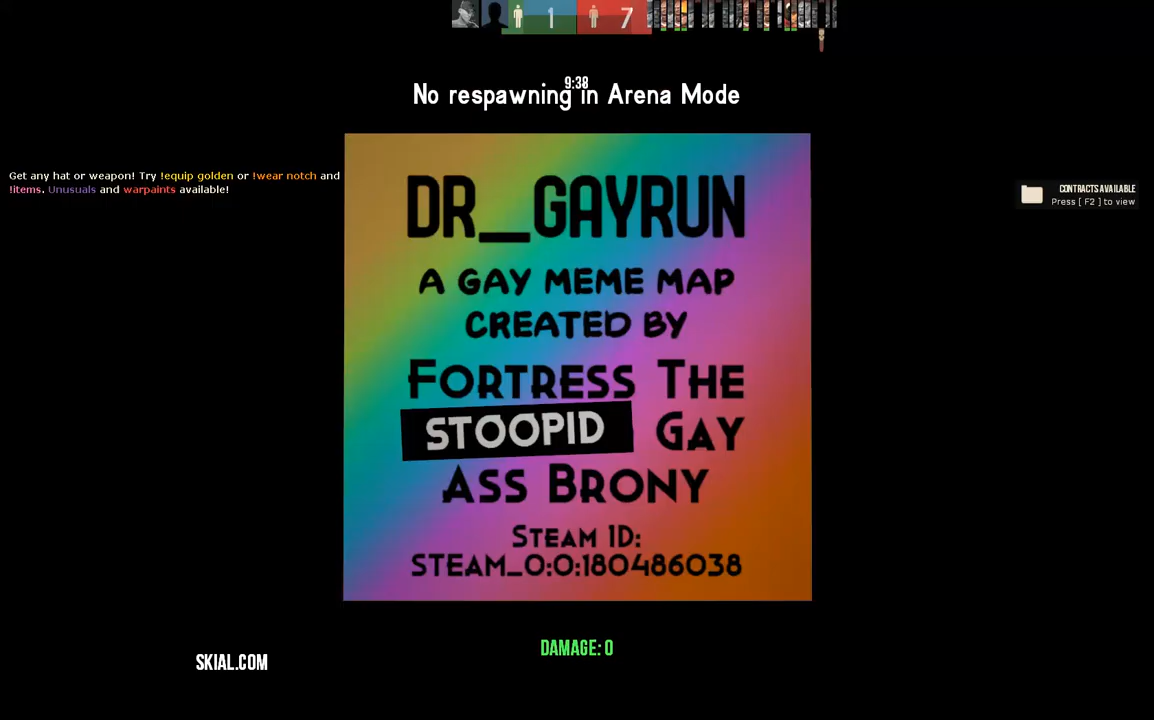 1 7
9:38
No respawning in Arena Mode
Get any hat or weapon! Try !equip golden or !wear notch and
!items. Unusuals and warpaints available!
CONTRACTS AVAILABLE
Press [ F2 ] to view
DR_GAYRUN
A GAY MEME MAP
CREATED BY
FORTRESS THE
STOOPID GAY
ASS BRONY
STEAM ID:
STEAM_0:0:180486038
DAMAGE: 0
SKIAL.COM